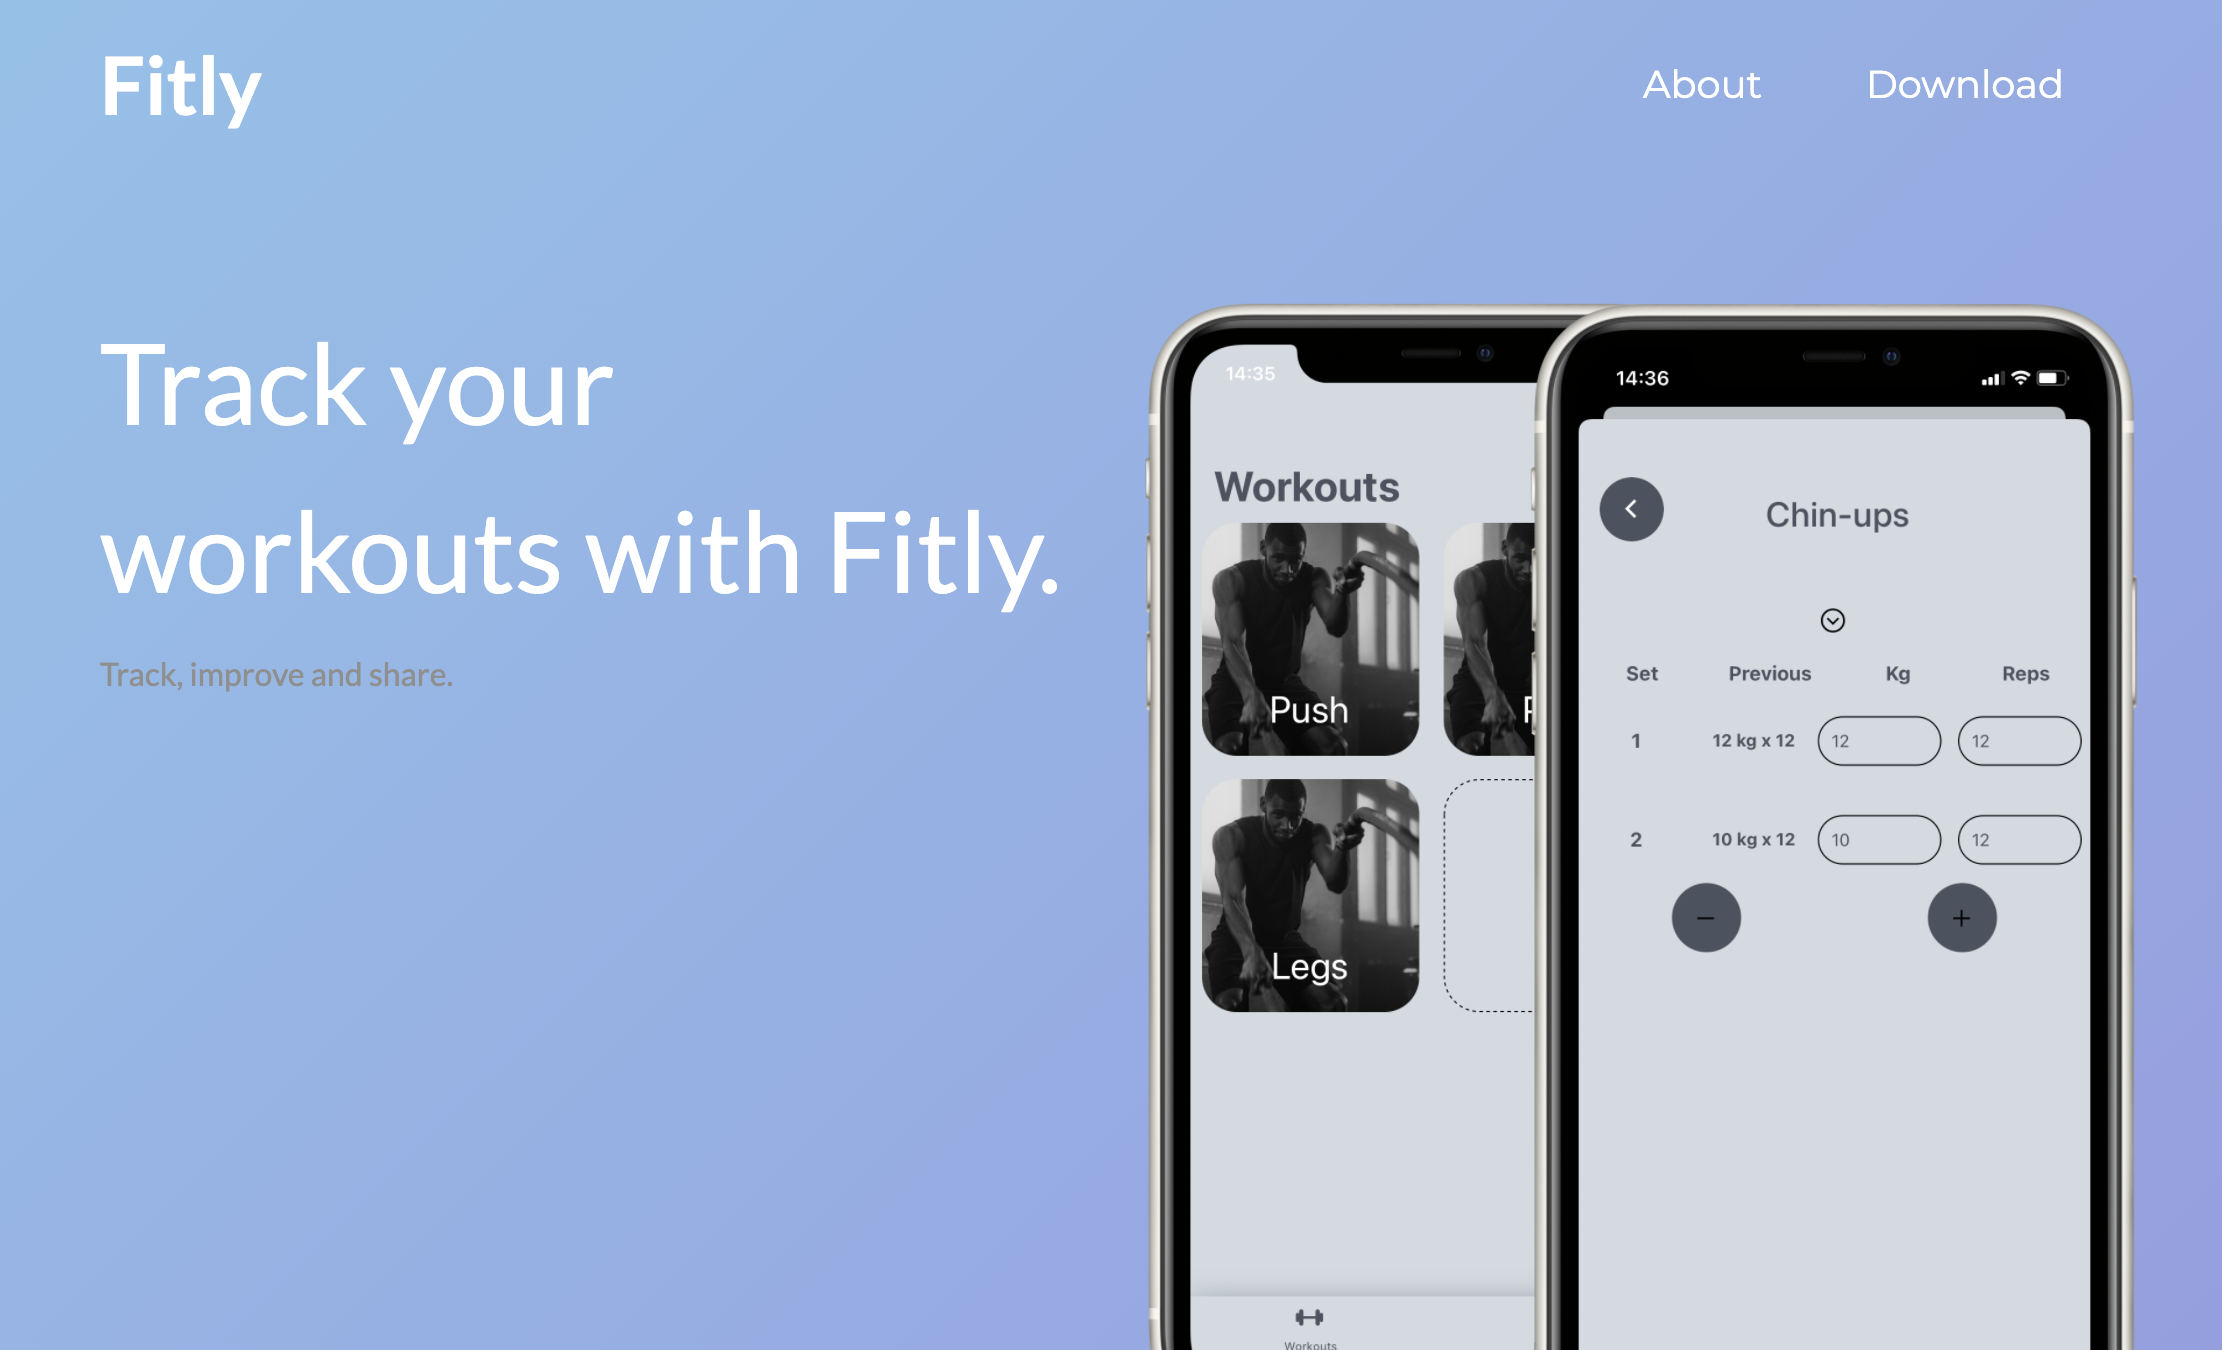 Fitly
About
Download
Track your
workouts with Fitly.
Track, improve and share.
14:35
Workouts
Push
Legs
Workouts
14:36
Chin-ups
Set Previous Kg Reps
1 12 kg x 12 12 12
2 10 kg x 12 10 12